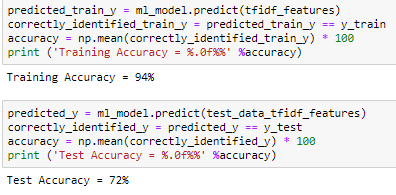 predicted_train_y = ml_model.predict(tfidf_features)
correctly_identified_train_y = predicted_train_y == y_train
accuracy = np.mean(correctly_identified_train_y) * 100
print ('Training Accuracy = %.0f%%' %accuracy)
Training Accuracy = 94%
predicted_y = ml_model.predict(test_data_tfidf_features)
correctly_identified_y = predicted_y == y_test
accuracy = np.mean(correctly_identified_y) * 100
print ('Test Accuracy = %.0f%%' %accuracy)
Test Accuracy = 72%